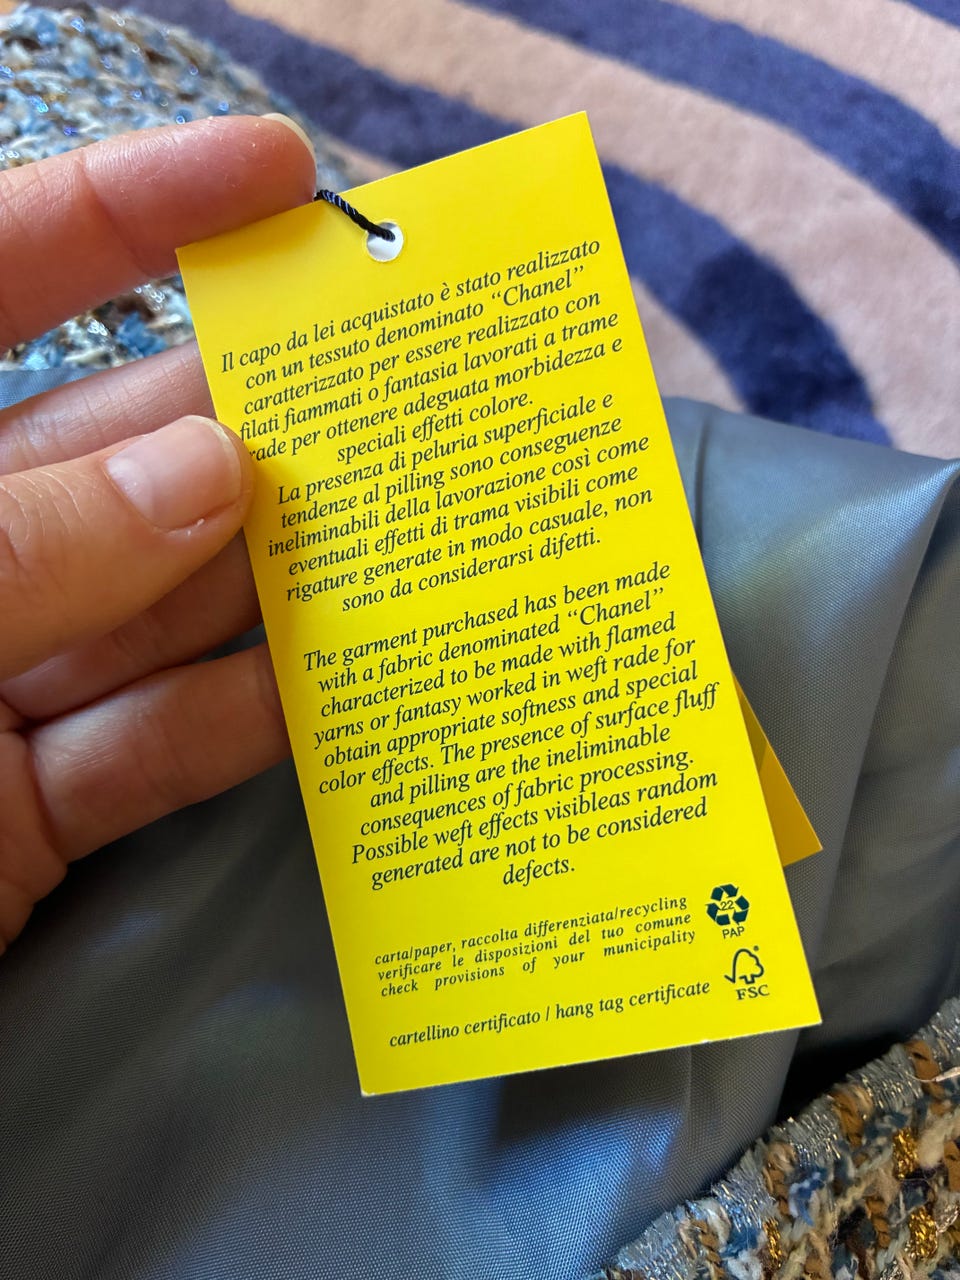 Il capo da lei acquistato è stato realizzato
con un tessuto denominato “Chanel”
caratterizzato per essere realizzato con
filati fiammati o fantasia lavorati a trame
rade per ottenere adeguata morbidezza e
speciali effetti colore.
La presenza di peluria superficiale e
tendenze al pilling sono conseguenze
ineliminabili della lavorazione così come
eventuali effetti di trama visibili come
rigature generate in modo casuale, non
sono da considerarsi difetti.
The garment purchased has been made
with a fabric denominated “Chanel”
characterized to be made with flamed
yarns or fantasy worked in weft rade for
obtain appropriate softness and special
color effects. The presence of surface fluff
and pilling are the ineliminable
consequences of fabric processing.
Possible weft effects visibleas random
generated are not to be considered
defects.
carta/paper, raccolta differenziata/recycling
verificare le disposizioni del tuo comune
check provisions of your municipality
22
PAP
cartellino certificato / hang tag certificate
FSC®